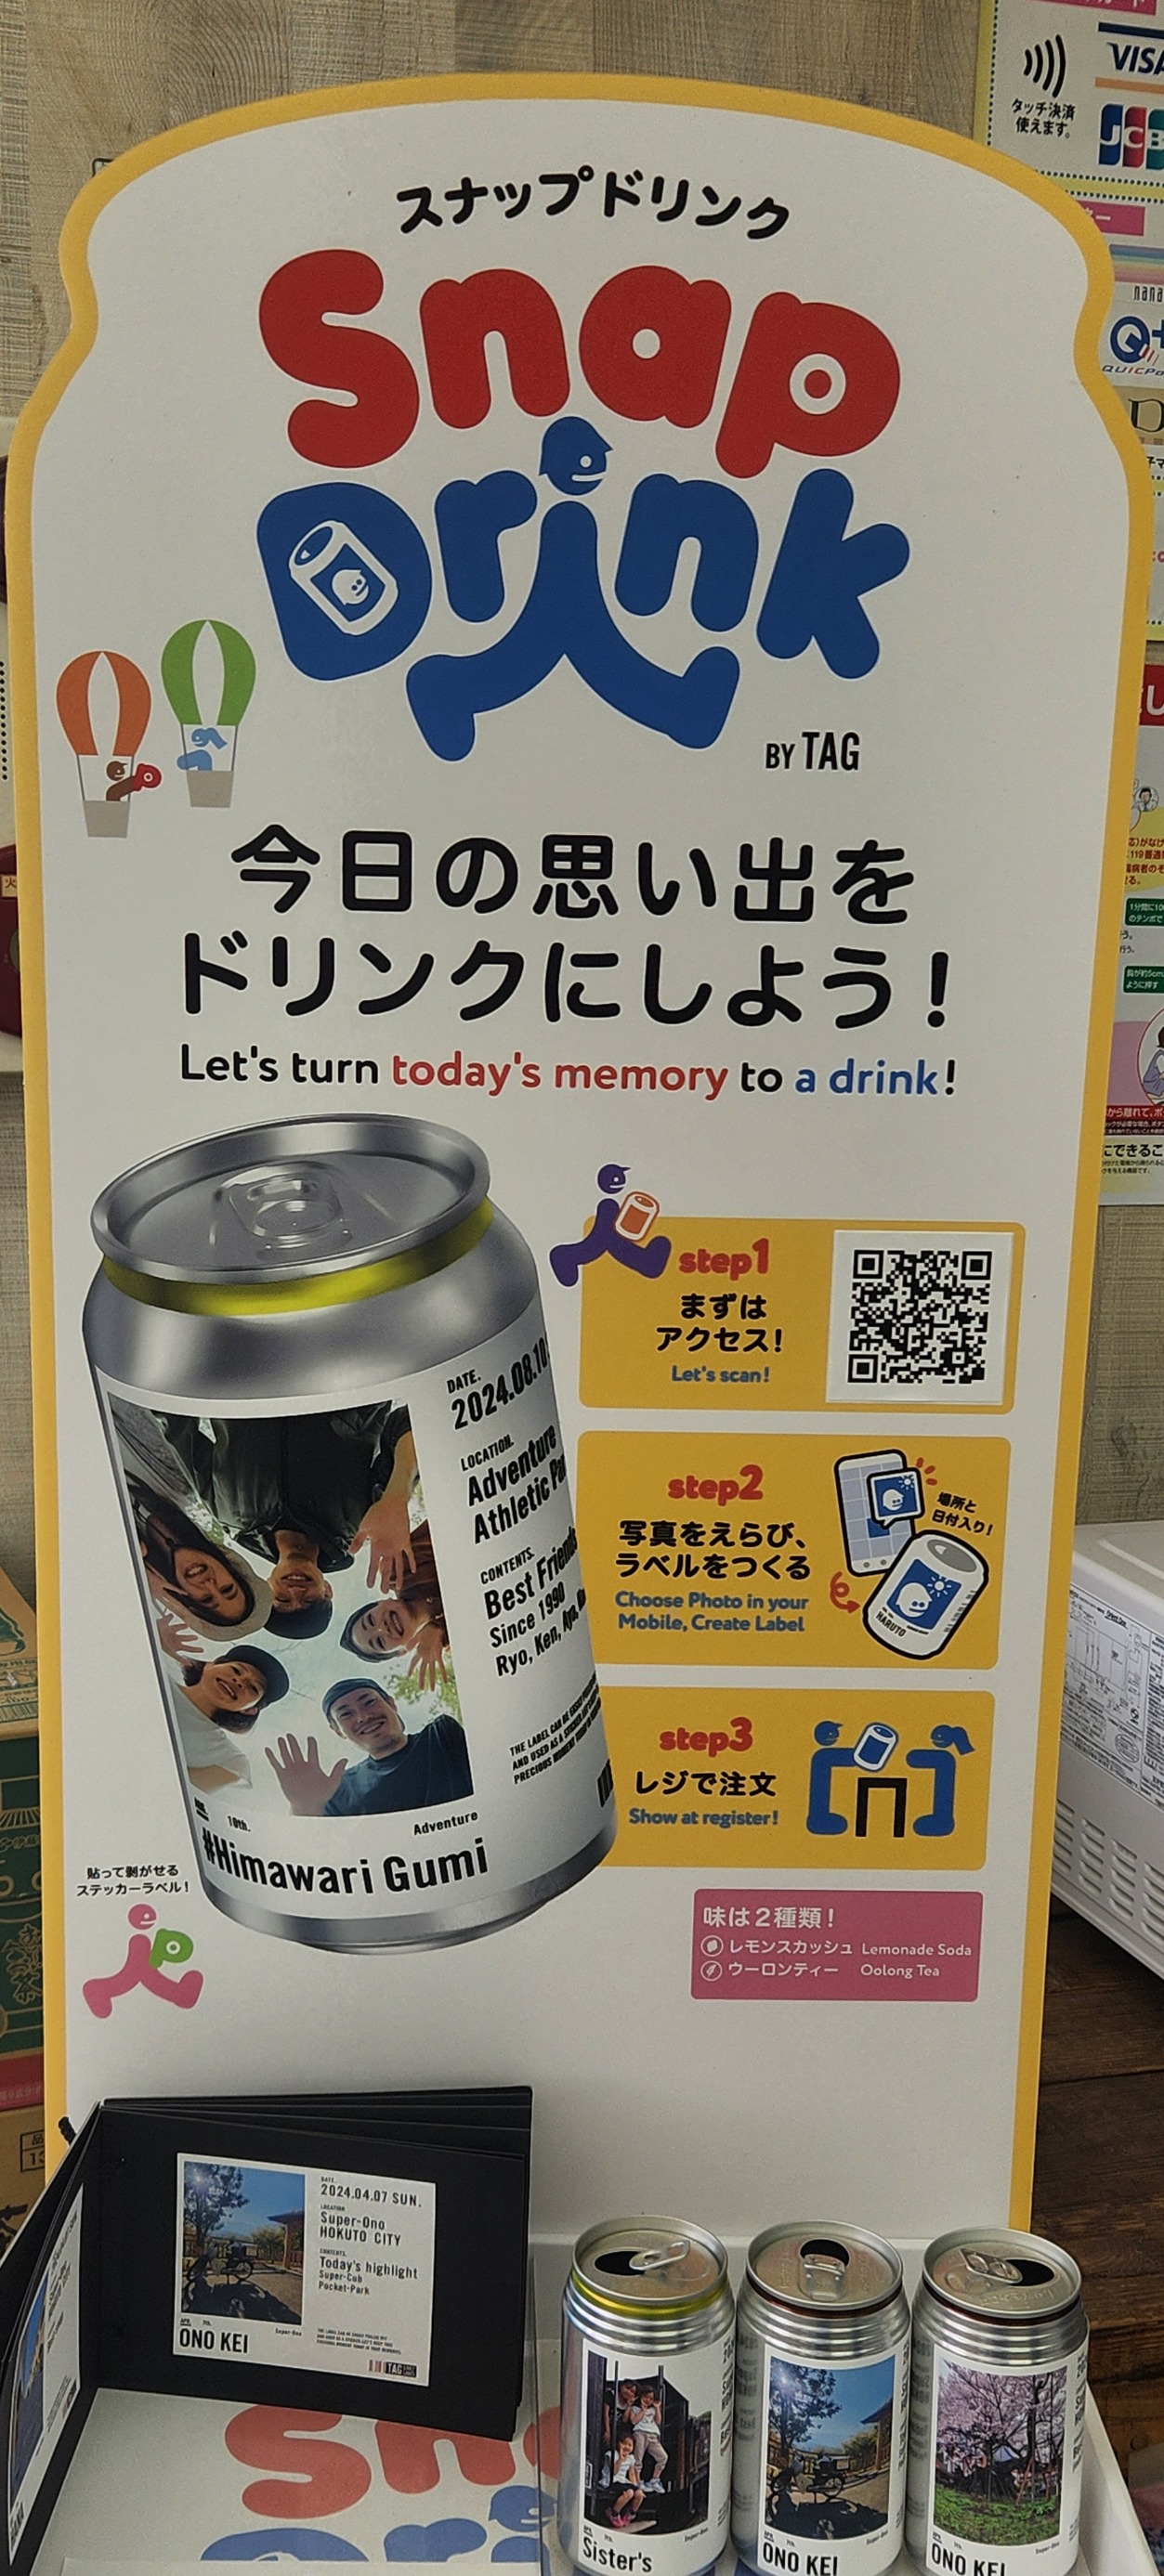 スナップドリンク
Snap
Drink
BY TAG
今日の思い出を
ドリンクにしよう!
Let's turn today's memory to a drink!
step1
まずは
アクセス!
Let's scan!
step2
写真をえらび、
ラベルをつくる
Choose Photo in your
Mobile, Create Label
場所と
日付入り!
HARUTO
step3
レジで注文
Show at register!
味は2種類!
レモンスカッシュ Lemonade Soda
ウーロンティー Oolong Tea
DATE.
2024.08.10
LOCATION.
Adventure
Athletic
CONTENTS.
Best Friends
Since 1990
Ryo, Ken, Aya,
10th.
Adventure
#Himawari Gumi
貼って剥がせる
ステッカーラベル!
DATE.
2024.04.07 SUN.
LOCATION
Super-Ono
HOKUTO CITY
CONTENTS.
Today's highlight
Super-Cub
Pocket-Park
7th.
Super-Ono
ONO KEI
TAG
Sister's
ONO KEI
ONO KEI
タッチ決済
使えます。
VISA
JCB
QUICPay